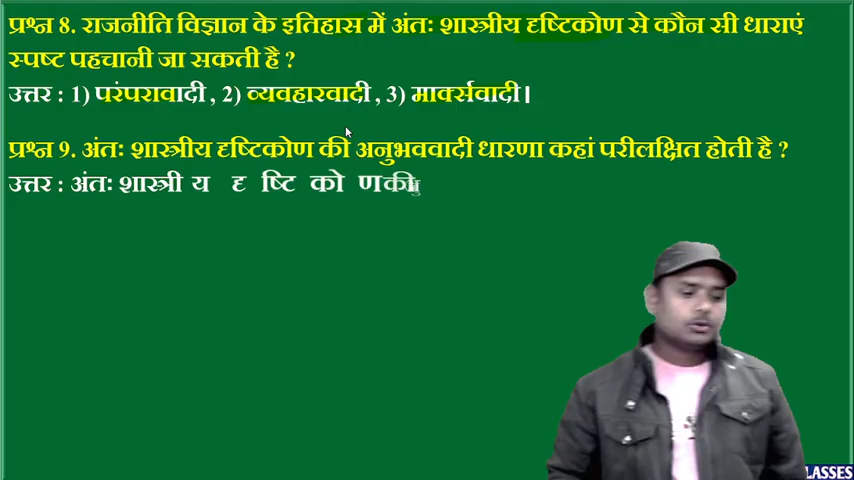 प्रश्न 8. राजनीति विज्ञान के इतिहास में अंतः शास्त्रीय दृष्टिकोण से कौन सी धाराएं
स्पष्ट पहचानी जा सकती है ?
उत्तर : 1) परंपरावादी , 2) व्यवहारवादी , 3) मार्क्सवादी ।
प्रश्न 9. अंतः शास्त्रीय दृष्टिकोण की अनुभववादी धारणा कहां परीलक्षित होती है ?
उत्तर : अंतः शास्त्री य दृ ष्टि को ण की
LASSES